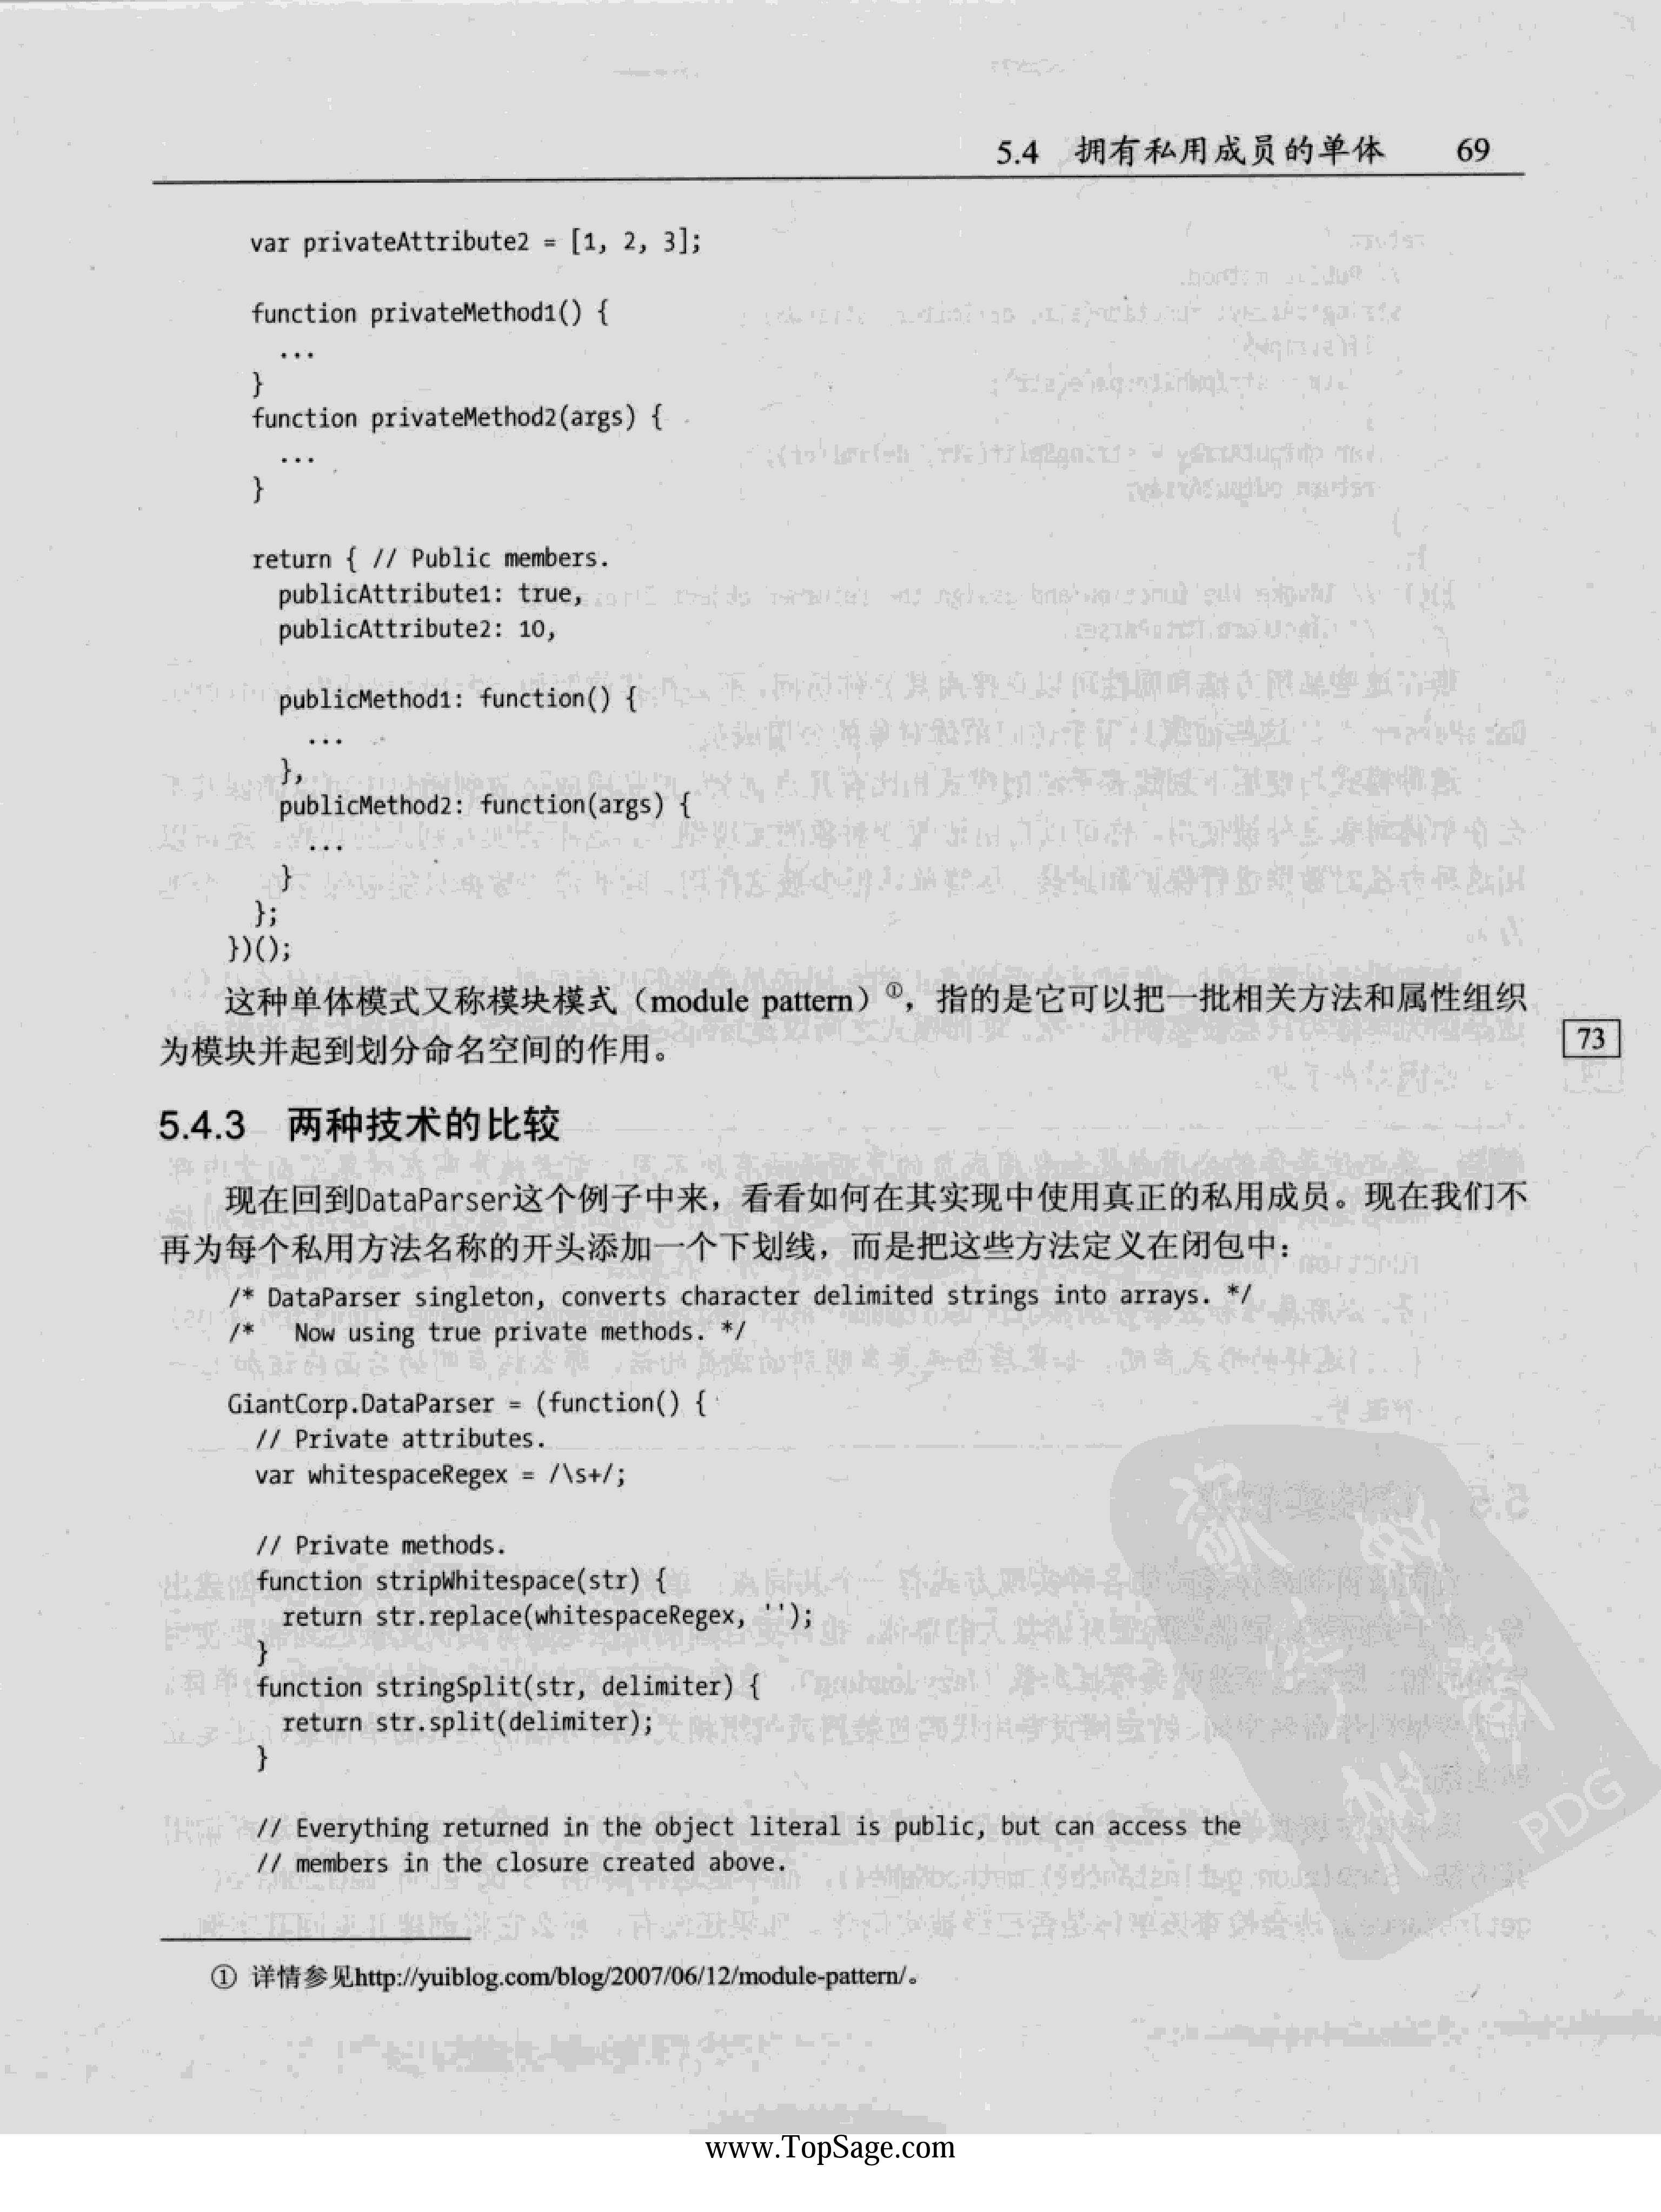 5.4 拥有私用成员的单体 69
var privateAttribute2 = [1, 2, 3];
function privateMethod1() {
...
}
function privateMethod2(args) {
...
}
return { // Public members.
publicAttribute1: true,
publicAttribute2: 10,
publicMethod1: function() {
...
},
publicMethod2: function(args) {
...
}
};
})();
这种单体模式又称模块模式（module pattern）①，指的是它可以把一批相关方法和属性组织
为模块并起到划分命名空间的作用。
73
5.4.3 两种技术的比较
现在回到DataParser这个例子中来，看看如何在其实现中使用真正的私用成员。现在我们不
再为每个私用方法名称的开头添加一个下划线，而是把这些方法定义在闭包中：
/* DataParser singleton, converts character delimited strings into arrays. */
/* Now using true private methods. */
GiantCorp.DataParser = (function() {
// Private attributes.
var whitespaceRegex = /\s+/;
// Private methods.
function stripWhitespace(str) {
return str.replace(whitespaceRegex, '');
}
function stringSplit(str, delimiter) {
return str.split(delimiter);
}
// Everything returned in the object literal is public, but can access the
// members in the closure created above.
PDG
① 详情参见http://yuiblog.com/blog/2007/06/12/module-pattern/。
www.TopSage.com